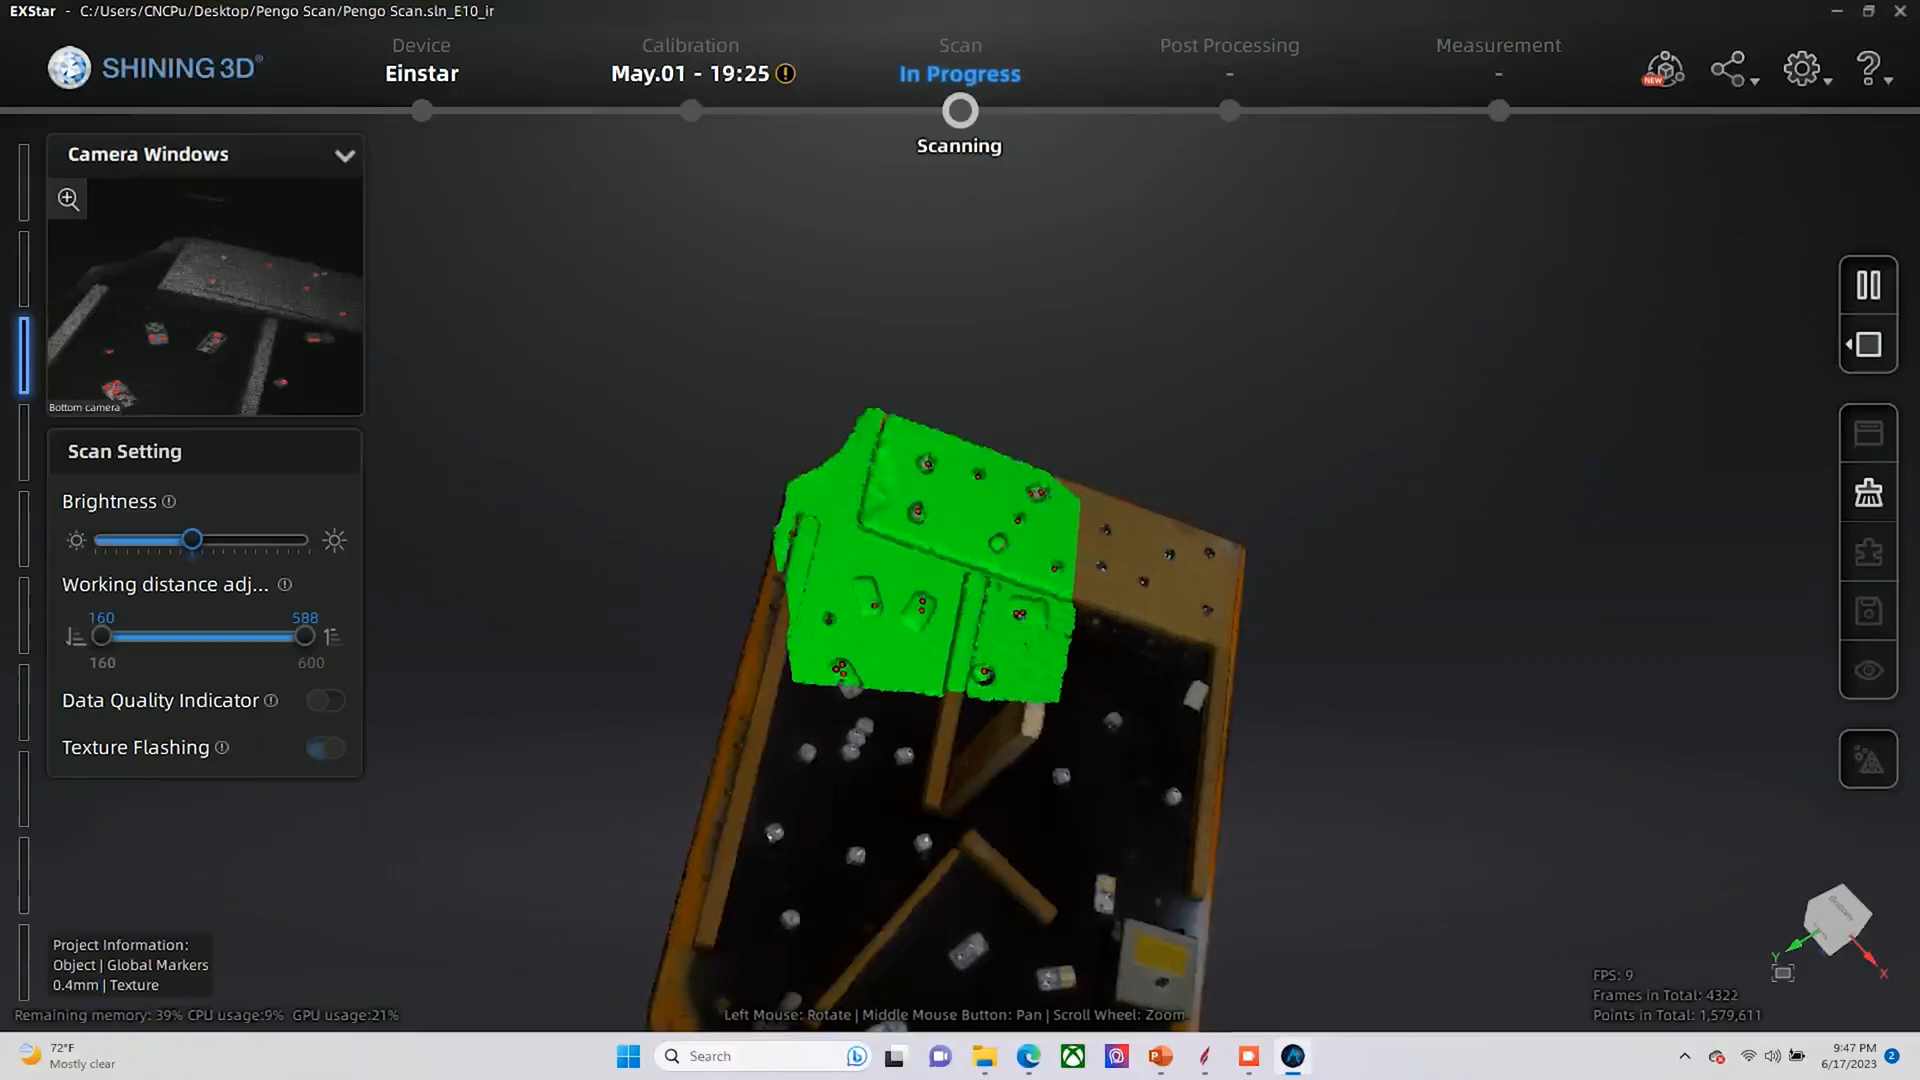 EXStar - C:/Users/CNCPu/Desktop/Pengo Scan/Pengo Scan.sln_E10_ir
SHINING 3D®
Device
Einstar
Calibration
May.01 - 19:25
Scan
In Progress
Scanning
Post Processing
-
Measurement
-
NEW
Camera Windows
Bottom camera
Scan Setting
Brightness
Working distance adj...
160 588
160 600
Data Quality Indicator
Texture Flashing
Project Information:
Object | Global Markers
0.4mm | Texture
Remaining memory: 39% CPU usage:9% GPU usage:21%
Left Mouse: Rotate | Middle Mouse Button: Pan | Scroll Wheel: Zoom
Bottom
Y
X
FPS: 9
Frames in Total: 4322
Points in Total: 1,579,611
72°F
Mostly clear
Search
9:47 PM
6/17/2023
2